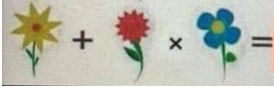 + × =